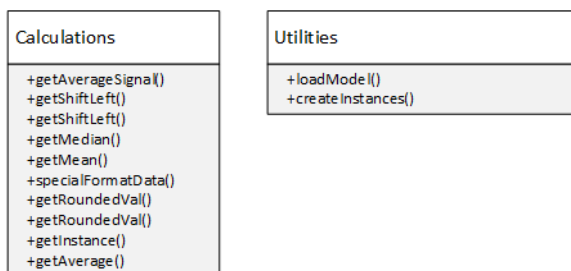 Calculations
+getAverageSignal()
+getShiftLeft()
+getShiftLeft()
+getMedian()
+getMean()
+specialFormatData()
+getRoundedVal()
+getRoundedVal()
+getInstance()
+getAverage()
Utilities
+loadModel()
+createInstances()